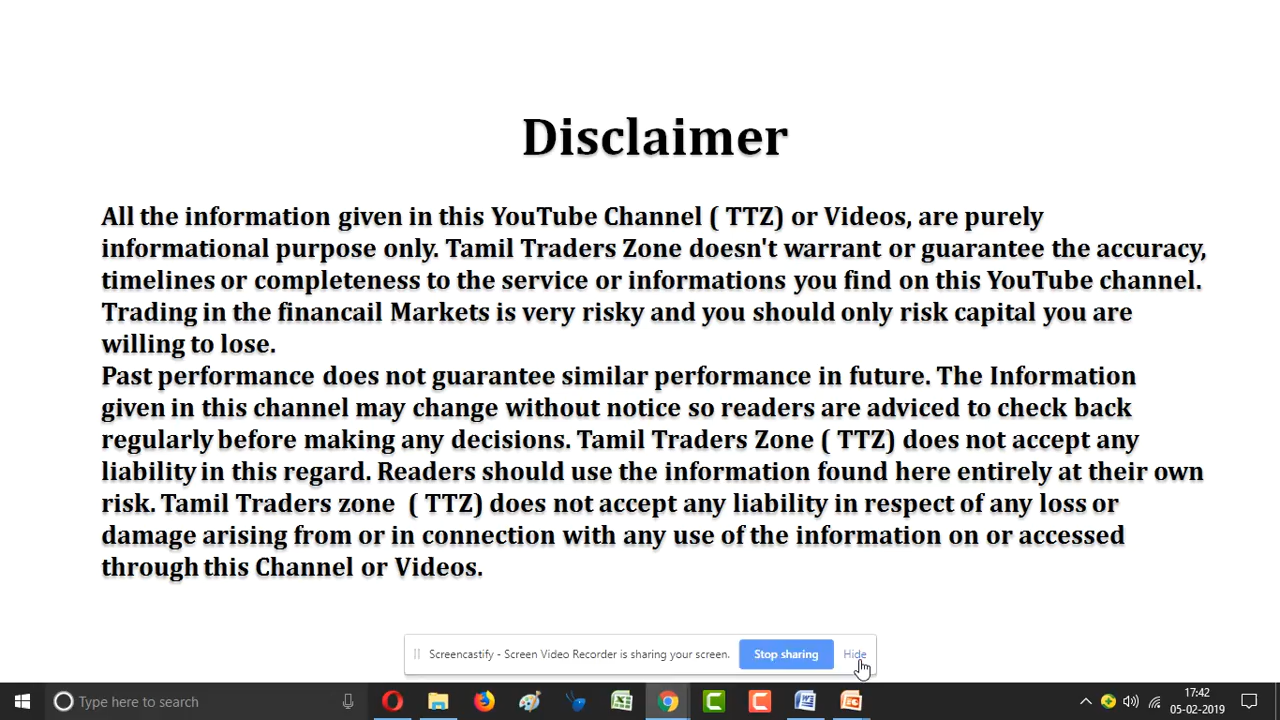 Disclaimer
All the information given in this YouTube Channel ( TTZ) or Videos, are purely
informational purpose only. Tamil Traders Zone doesn't warrant or guarantee the accuracy,
timelines or completeness to the service or informations you find on this YouTube channel.
Trading in the financail Markets is very risky and you should only risk capital you are
willing to lose.
Past performance does not guarantee similar performance in future. The Information
given in this channel may change without notice so readers are adviced to check back
regularly before making any decisions. Tamil Traders Zone ( TTZ) does not accept any
liability in this regard. Readers should use the information found here entirely at their own
risk. Tamil Traders zone  ( TTZ) does not accept any liability in respect of any loss or
damage arising from or in connection with any use of the information on or accessed
through this Channel or Videos.
Screencastify - Screen Video Recorder is sharing your screen. Stop sharing Hide
Type here to search
17:42
05-02-2019